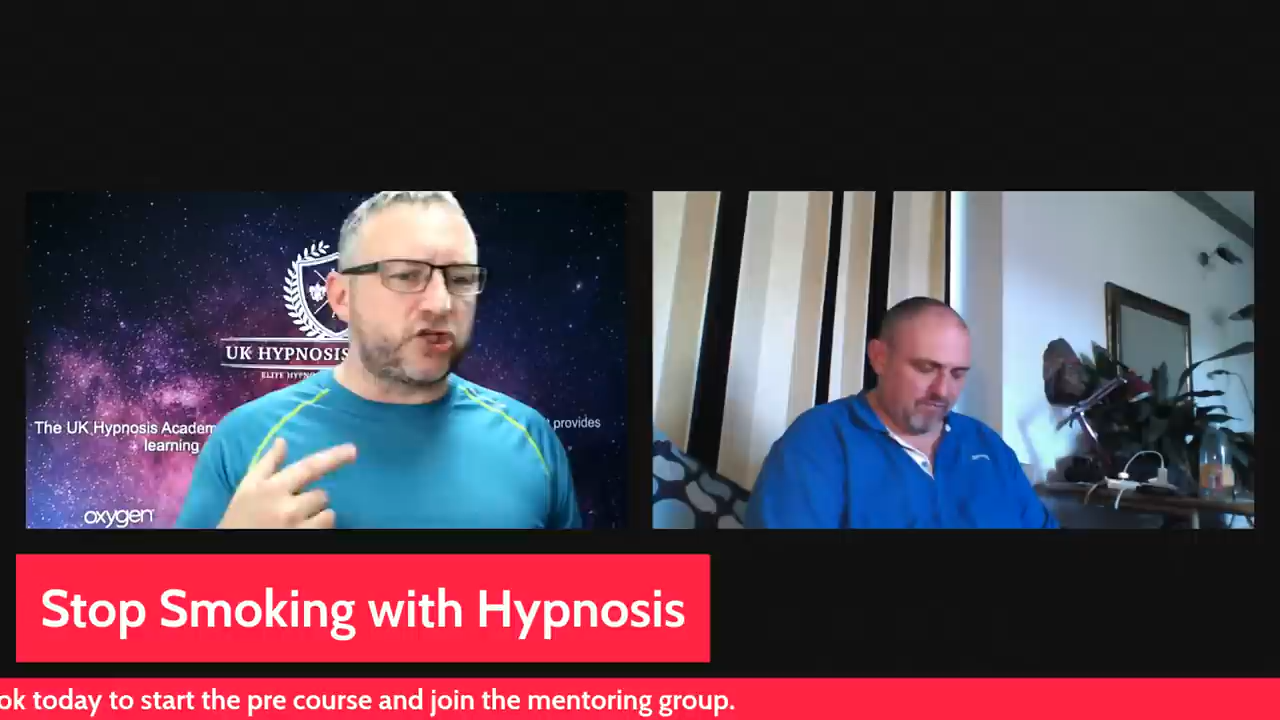 UK HYPNOSIS
The UK Hypnosis Academ
provides
learning
oxygen
Stop Smoking with Hypnosis
ok today to start the pre course and join the mentoring group.